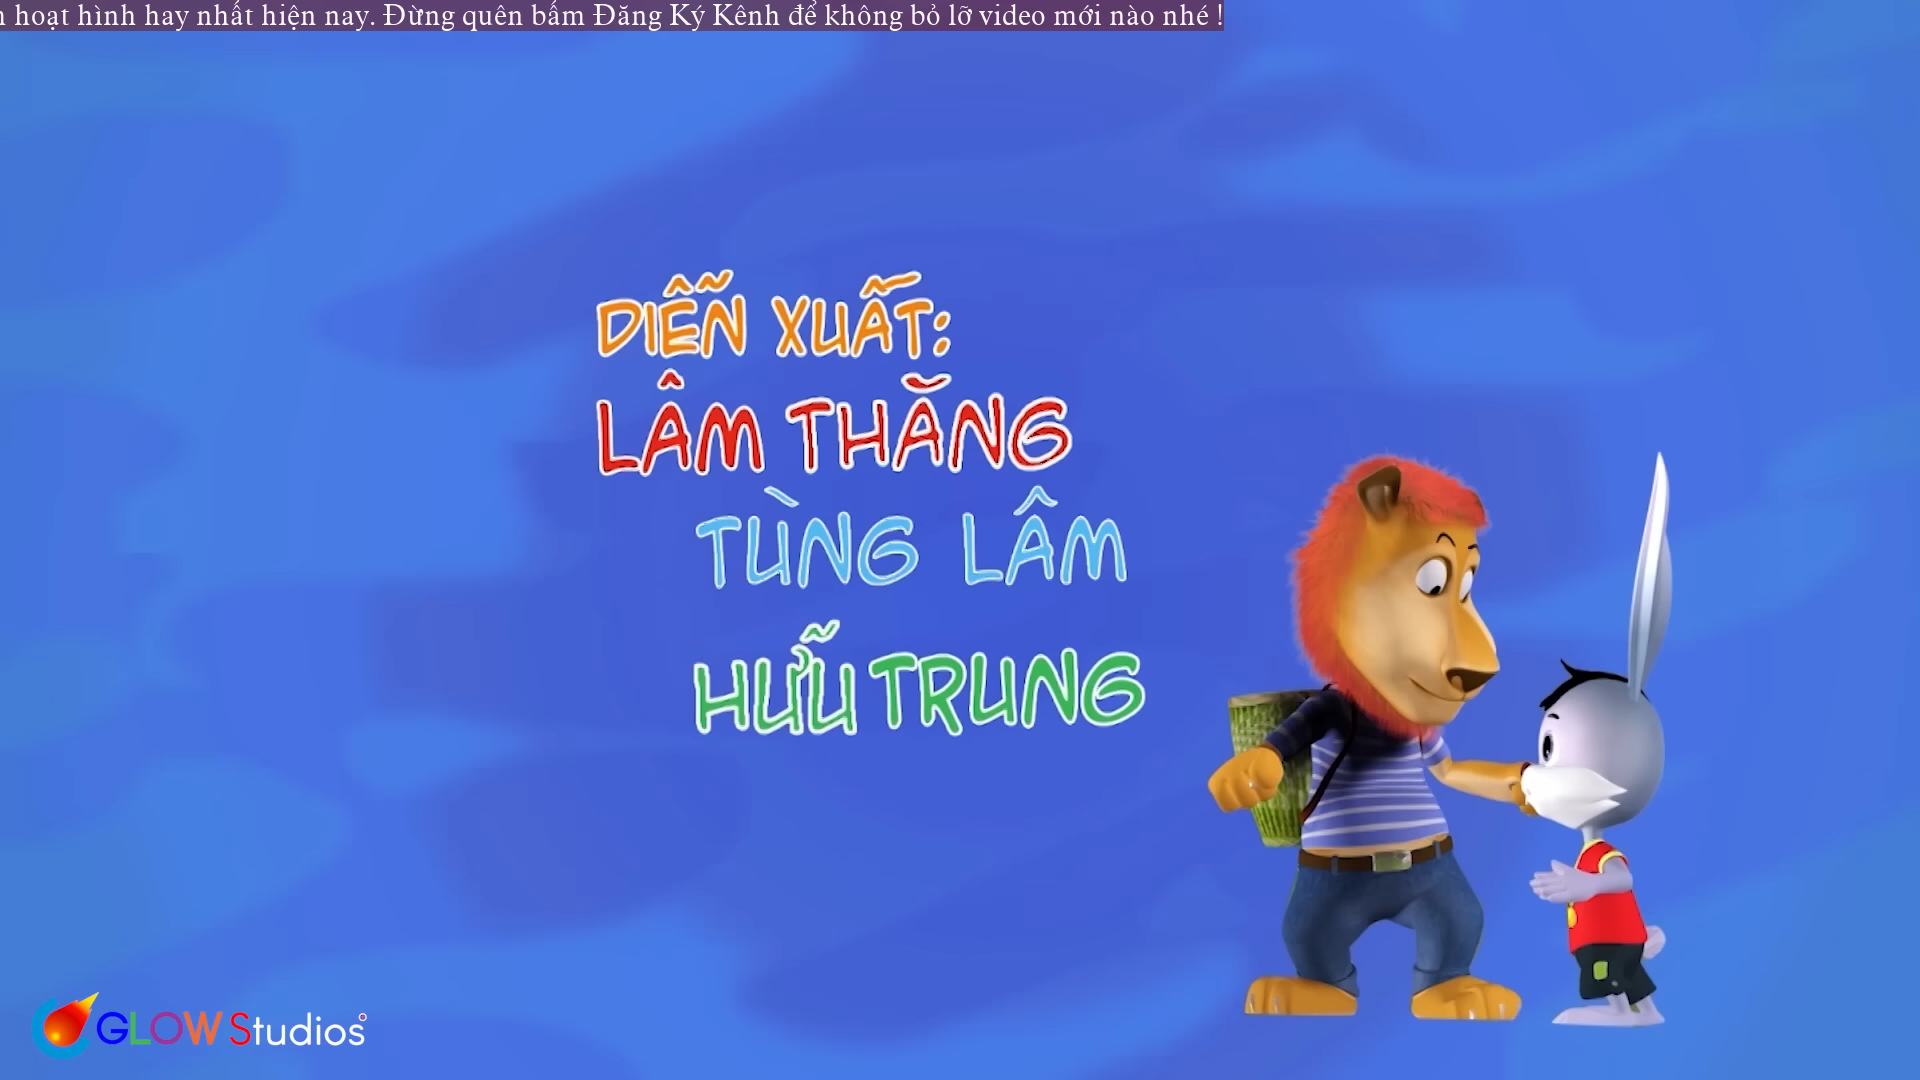 hoạt hình hay nhất hiện nay. Đừng quên bấm Đăng Ký Kênh để không bỏ lỡ video mới nào nhé !
DIỄN XUẤT:
LÂM THẮNG
TÙNG LÂM
HỮU TRUNG
GLOW Studios